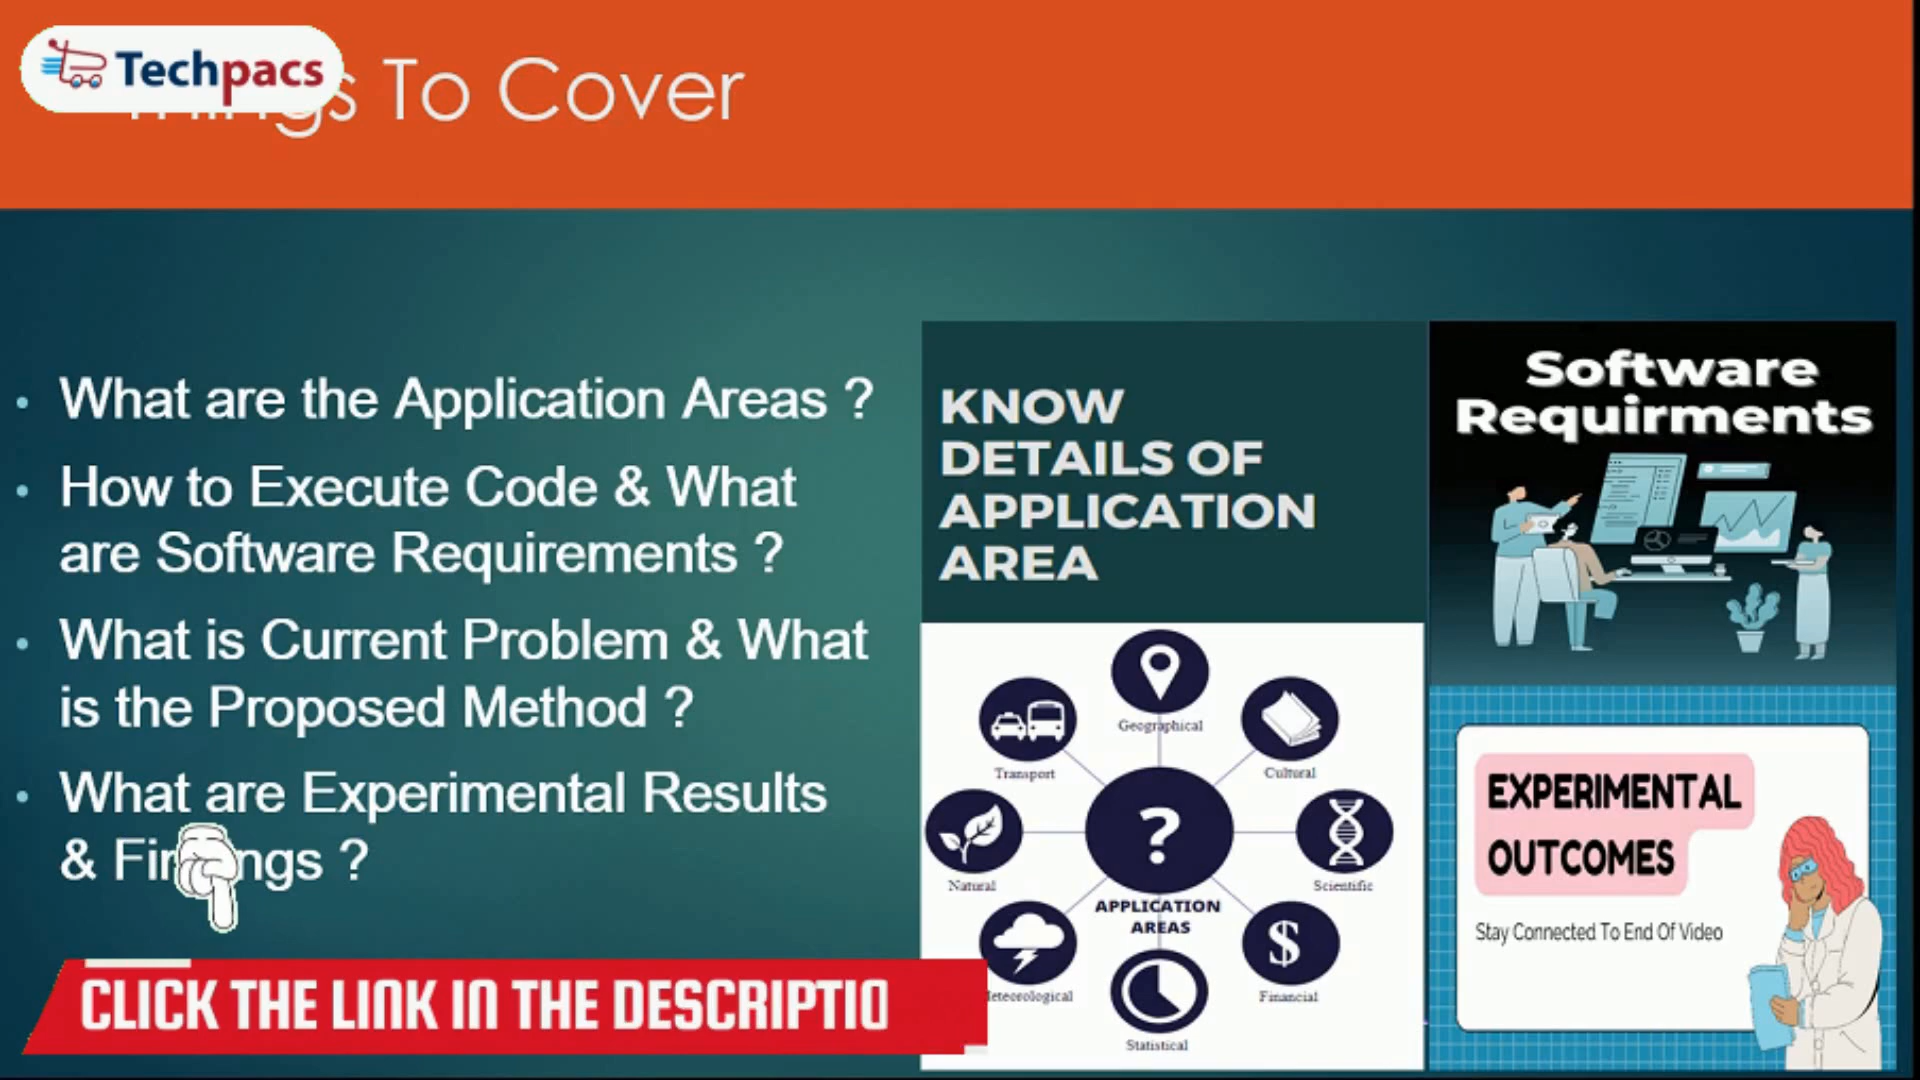 Techpacs
To Cover
• What are the Application Areas ?
• How to Execute Code & What
are Software Requirements ?
• What is Current Problem & What
is the Proposed Method ?
• What are Experimental Results
& ?
CLICK THE LINK IN THE DESCRIPTIO
KNOW
DETAILS OF
APPLICATION
AREA
Geographical
Transport
Cultural
?
Natural
Scientific
APPLICATION
AREAS
$
eteorological
Financial
Statistical
Software
Requirments
EXPERIMENTAL
OUTCOMES
Stay Connected To End Of Video